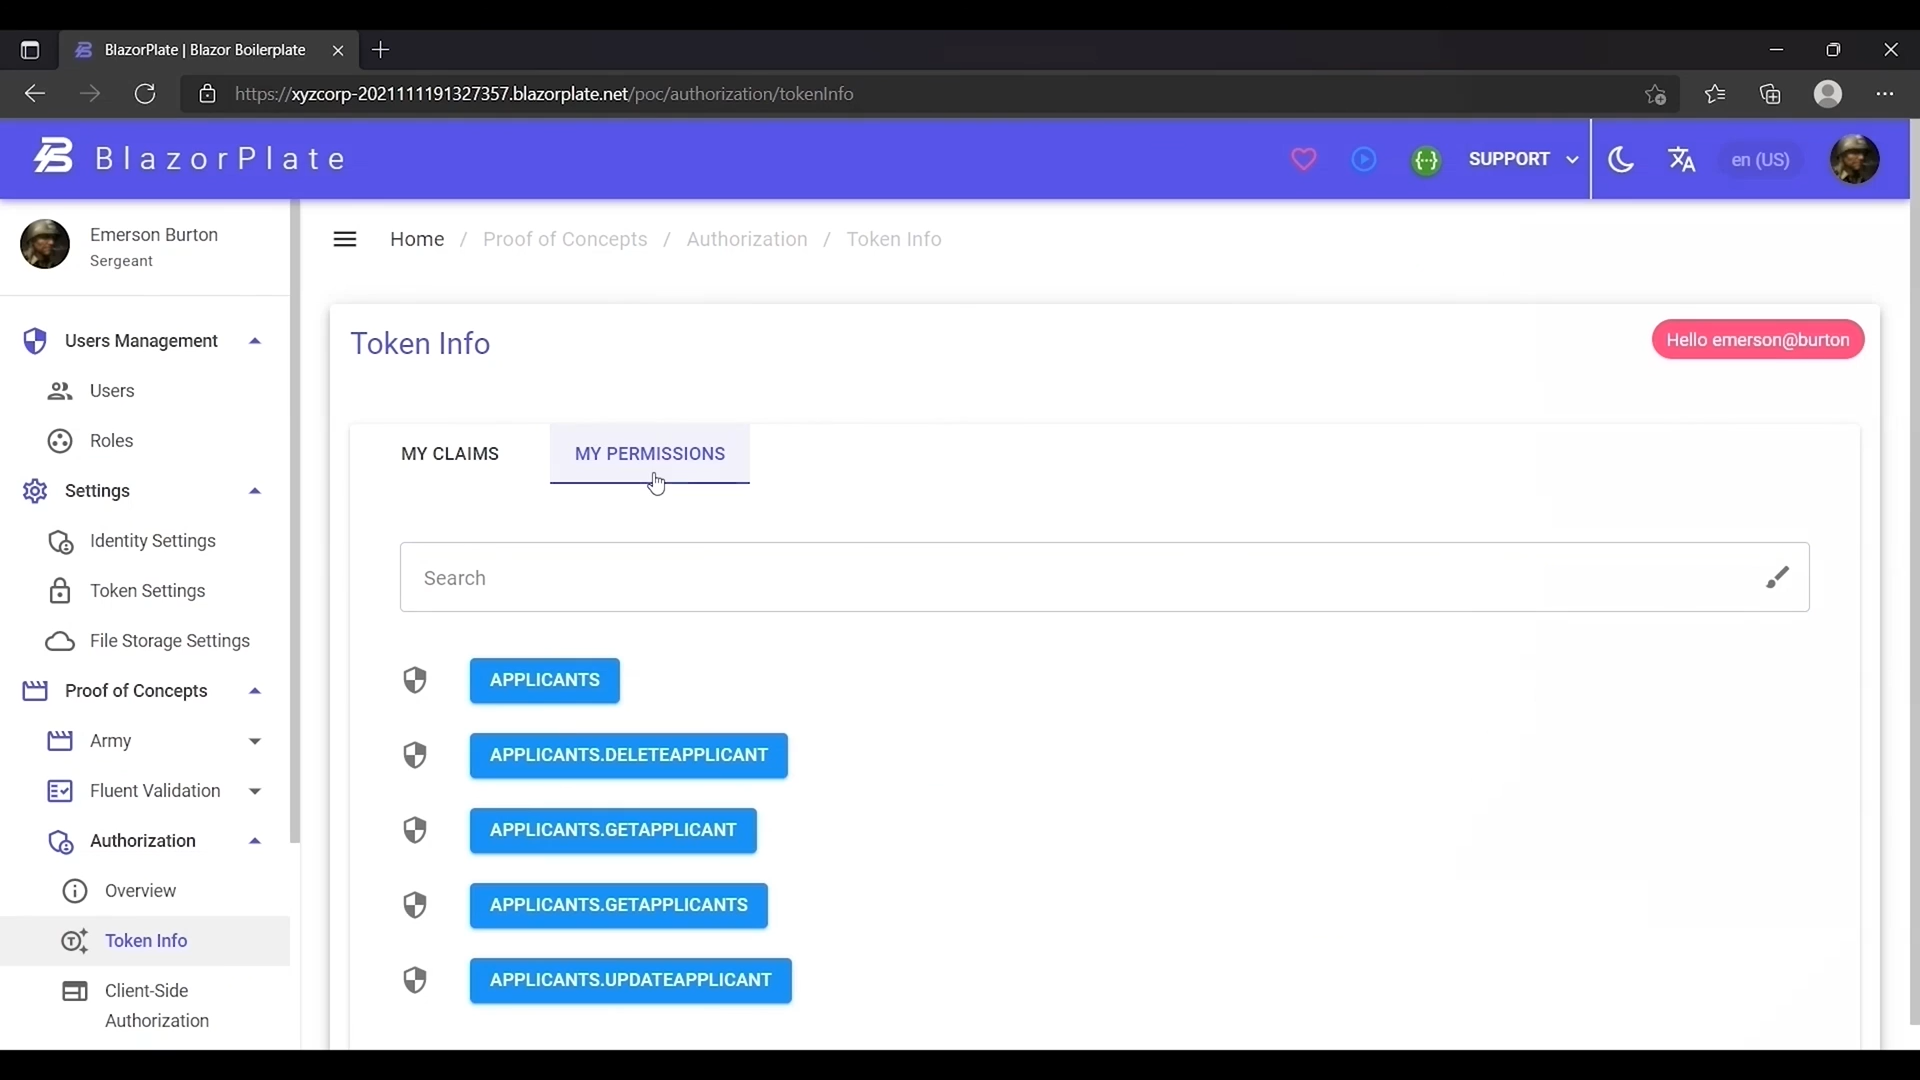 BlazorPlate | Blazor Boilerplate
https://xyzcorp-2021111191327357.blazorplate.net/poc/authorization/tokenInfo
BlazorPlate
SUPPORT
en (US)
Emerson Burton
Sergeant
Home / Proof of Concepts / Authorization / Token Info
Users Management
Users
Roles
Settings
Identity Settings
Token Settings
File Storage Settings
Proof of Concepts
Army
Fluent Validation
Authorization
Overview
Token Info
Client-Side
Authorization
Token Info
Hello emerson@burton
MY CLAIMS
MY PERMISSIONS
Search
APPLICANTS
APPLICANTS.DELETEAPPLICANT
APPLICANTS.GETAPPLICANT
APPLICANTS.GETAPPLICANTS
APPLICANTS.UPDATEAPPLICANT